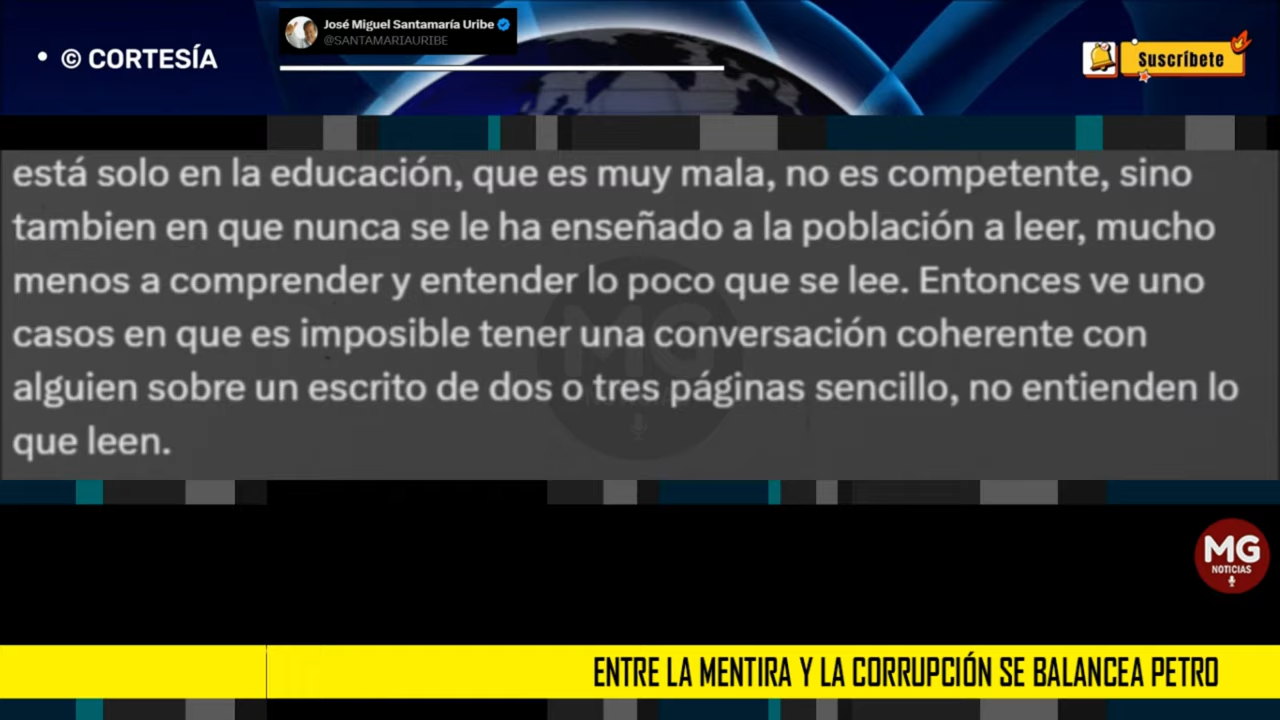 • © CORTESÍA
José Miguel Santamaría Uribe
@SANTAMARIAURIBE
Suscríbete
está solo en la educación, que es muy mala, no es competente, sino
tambien en que nunca se le ha enseñado a la población a leer, mucho
menos a comprender y entender lo poco que se lee. Entonces ve uno
casos en que es imposible tener una conversación coherente con
alguien sobre un escrito de dos o tres páginas sencillo, no entienden lo
que leen.
MG
MG
NOTICIAS
ENTRE LA MENTIRA Y LA CORRUPCIÓN SE BALANCEA PETRO